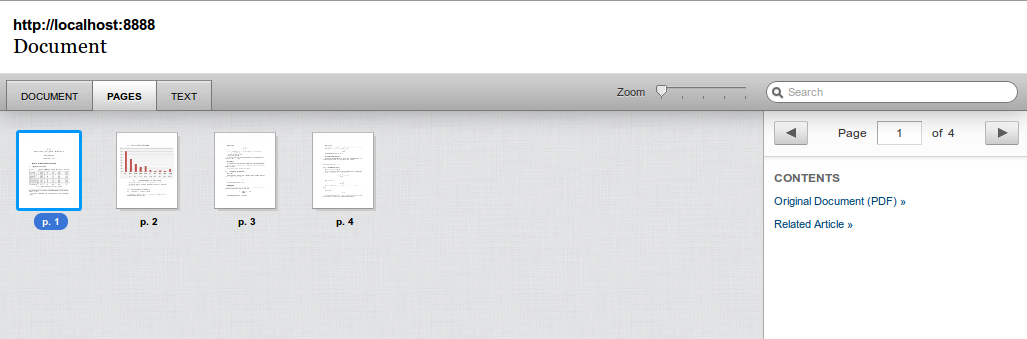 http://localhost:8888
Document
DOCUMENT PAGES TEXT Zoom Search
Page 1 of 4
CONTENTS
Original Document (PDF) »
Related Article »
p. 1 p. 2 p. 3 p. 4